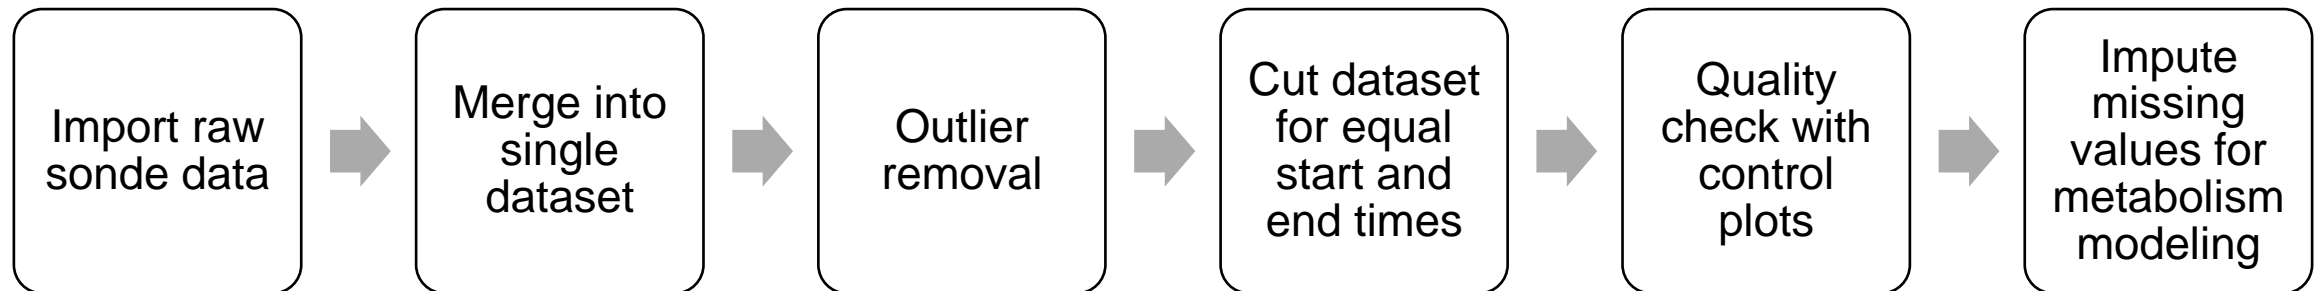 Import raw
sonde data
Merge into
single
dataset
Outlier
removal
Cut dataset
for equal
start and
end times
Quality
check with
control
plots
Impute
missing
values for
metabolism
modeling